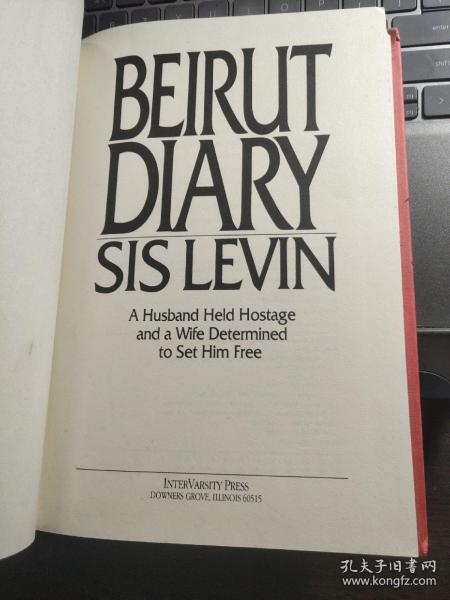 BEIRUT
DIARY
SIS LEVIN
A Husband Held Hostage
and a Wife Determined
to Set Him Free
INTERVARSITY PRESS
DOWNERS GROVE, ILLINOIS 60515
孔夫子旧书网
www.kongfz.com